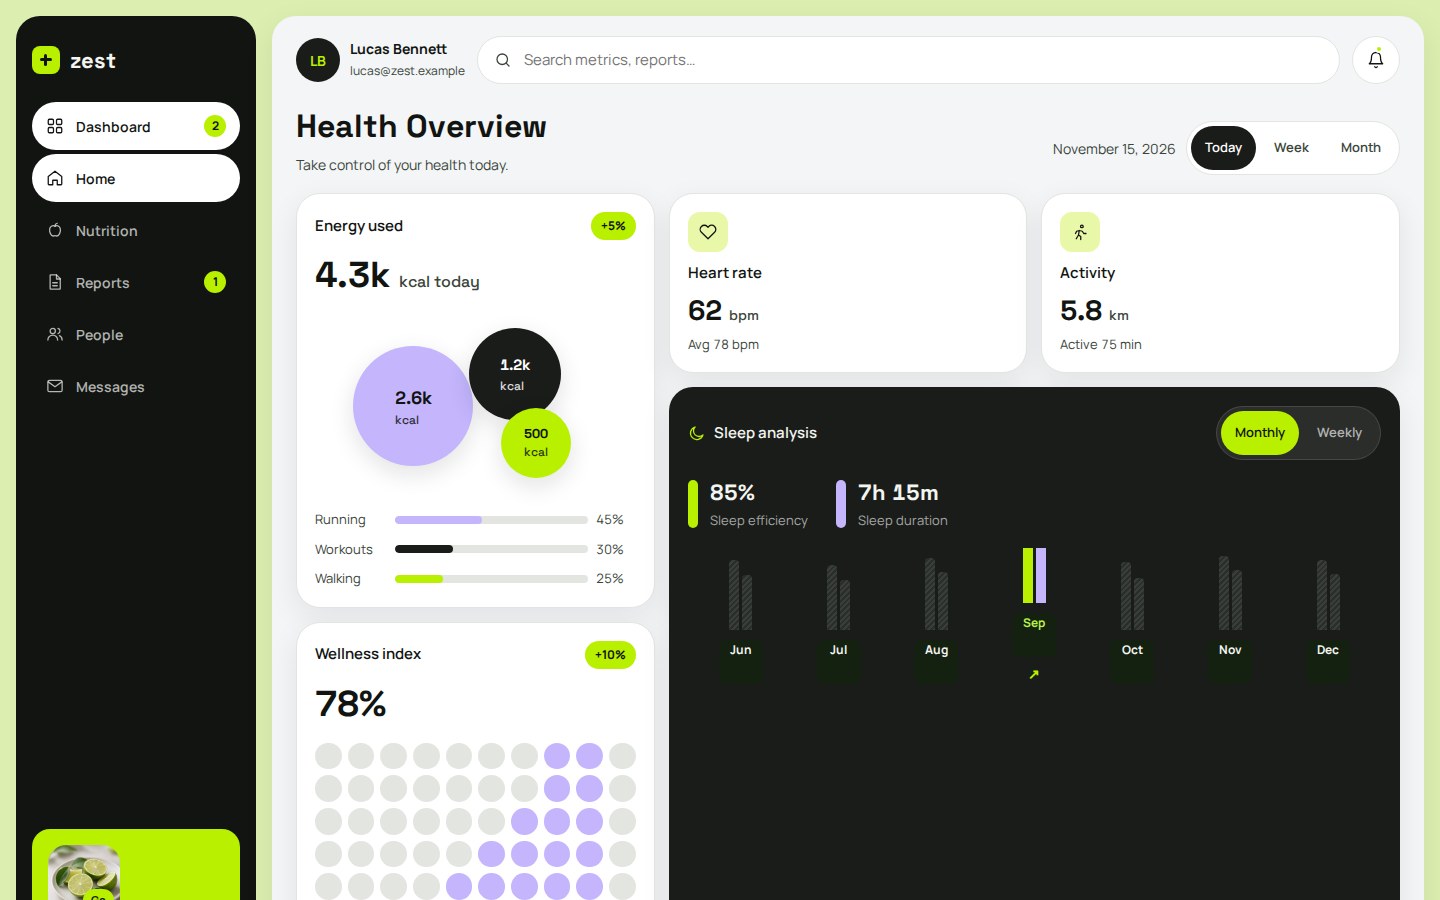 zest
Dashboard 2
Home
Nutrition
Reports 1
People
Messages
LB
Lucas Bennett
lucas@zest.example
Search metrics, reports...
Health Overview
Take control of your health today.
November 15, 2026
Today Week Month
Energy used +5%
4.3k kcal today
2.6k
kcal
1.2k
kcal
500
kcal
Running 45%
Workouts 30%
Walking 25%
Wellness index +10%
78%
Heart rate
62 bpm
Avg 78 bpm
Activity
5.8 km
Active 75 min
Sleep analysis
Monthly Weekly
85%
Sleep efficiency
7h 15m
Sleep duration
Jun Jul Aug Sep Oct Nov Dec